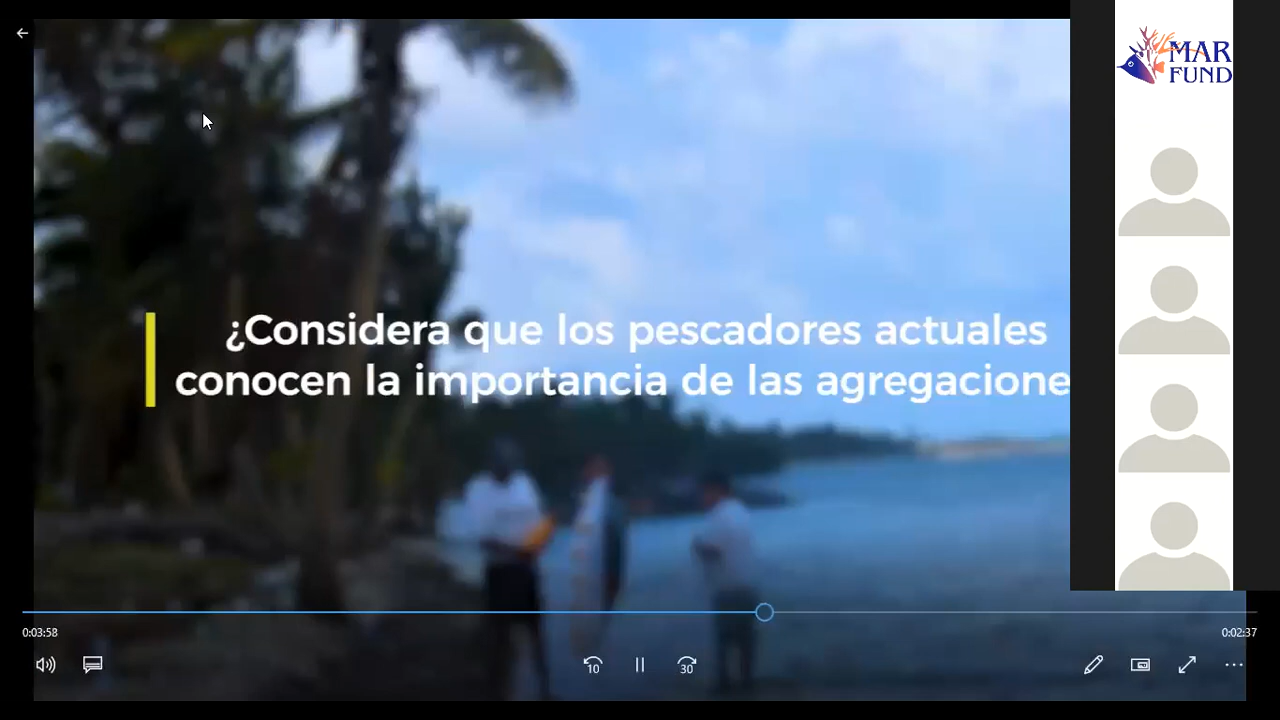 MAR
FUND
¿Considera que los pescadores actuales
conocen la importancia de las agregacione
0:03:58
0:02:37
10
30